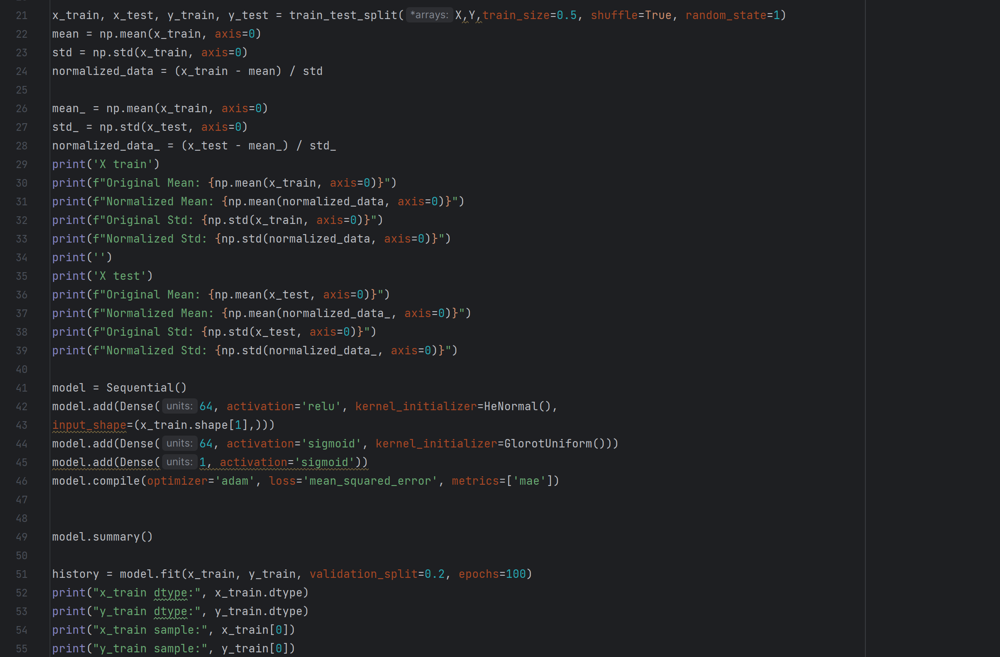 21 x_train, x_test, y_train, y_test = train_test_split( *arrays: X,Y,train_size=0.5, shuffle=True, random_state=1)
22 mean = np.mean(x_train, axis=0)
23 std = np.std(x_train, axis=0)
24 normalized_data = (x_train - mean) / std
25
26 mean_ = np.mean(x_train, axis=0)
27 std_ = np.std(x_test, axis=0)
28 normalized_data_ = (x_test - mean_) / std_
29 print('X train')
30 print(f"Original Mean: {np.mean(x_train, axis=0)}")
31 print(f"Normalized Mean: {np.mean(normalized_data, axis=0)}")
32 print(f"Original Std: {np.std(x_train, axis=0)}")
33 print(f"Normalized Std: {np.std(normalized_data, axis=0)}")
34 print('')
35 print('X test')
36 print(f"Original Mean: {np.mean(x_test, axis=0)}")
37 print(f"Normalized Mean: {np.mean(normalized_data_, axis=0)}")
38 print(f"Original Std: {np.std(x_test, axis=0)}")
39 print(f"Normalized Std: {np.std(normalized_data_, axis=0)}")
40
41 model = Sequential()
42 model.add(Dense( units: 64, activation='relu', kernel_initializer=HeNormal(),
43 input_shape=(x_train.shape[1],)))
44 model.add(Dense( units: 64, activation='sigmoid', kernel_initializer=GlorotUniform()))
45 model.add(Dense( units: 1, activation='sigmoid'))
46 model.compile(optimizer='adam', loss='mean_squared_error', metrics=['mae'])
47
48
49 model.summary()
50
51 history = model.fit(x_train, y_train, validation_split=0.2, epochs=100)
52 print("x_train dtype:", x_train.dtype)
53 print("y_train dtype:", y_train.dtype)
54 print("x_train sample:", x_train[0])
55 print("y_train sample:", y_train[0])